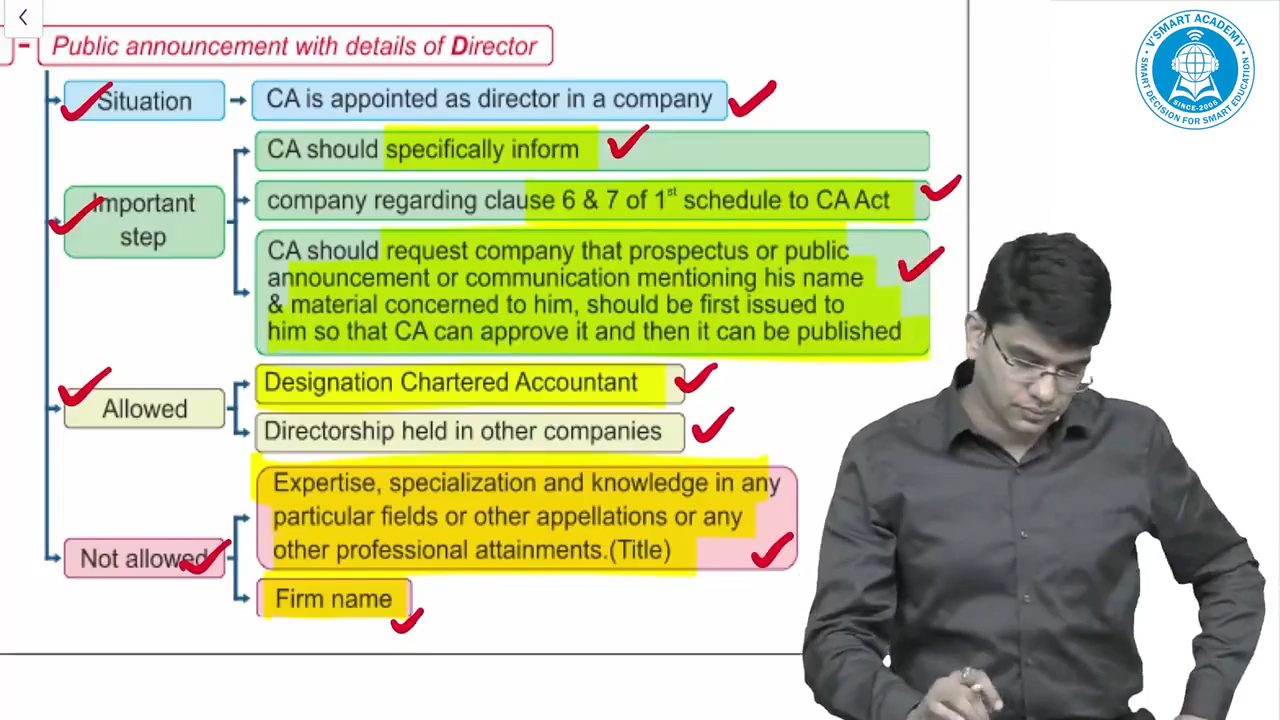 Public announcement with details of Director
Situation
CA is appointed as director in a company
Important
step
CA should specifically inform
company regarding clause 6 & 7 of 1st schedule to CA Act
CA should request company that prospectus or public
announcement or communication mentioning his name
& material concerned to him, should be first issued to
him so that CA can approve it and then it can be published
Allowed
Designation Chartered Accountant
Directorship held in other companies
Not allowed
Expertise, specialization and knowledge in any
particular fields or other appellations or any
other professional attainments.(Title)
Firm name
V'SMART ACADEMY
SMART DECISION FOR SMART EDUCATION
SINCE-2005